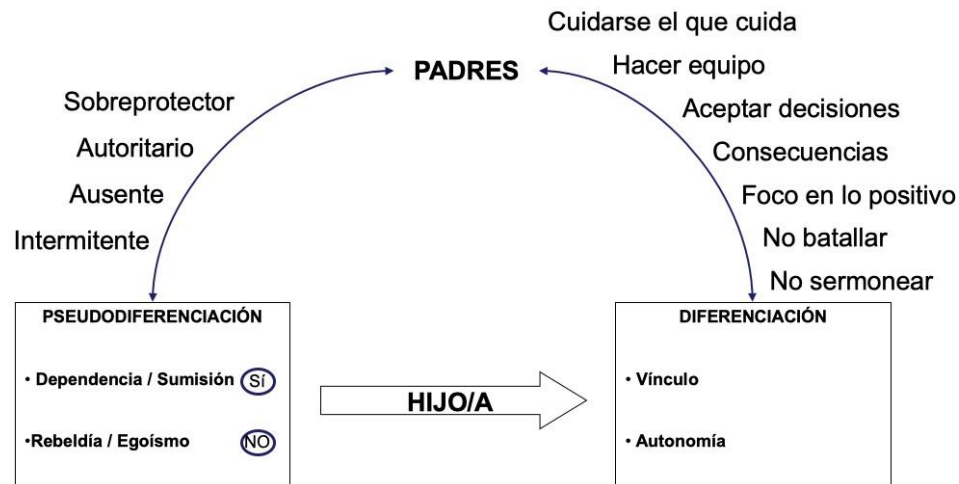 Cuidarse el que cuida
PADRES
Hacer equipo
Sobreprotector
Aceptar decisiones
Autoritario
Consecuencias
Ausente
Foco en lo positivo
Intermitente
No batallar
No sermonear
PSEUDODIFERENCIACIÓN
• Dependencia / Sumisión Sí
•Rebeldía / Egoísmo NO
HIJO/A
DIFERENCIACIÓN
• Vínculo
• Autonomía